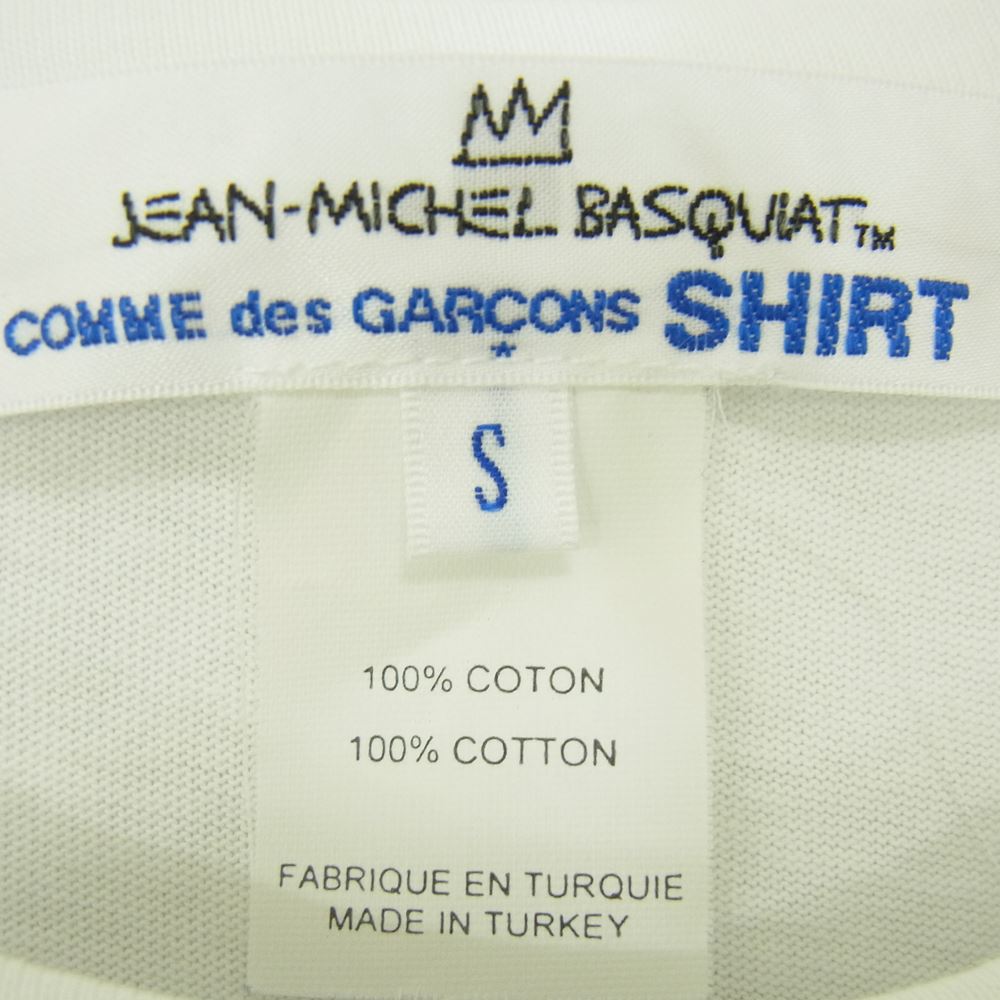 JEAN-MICHEL BASQUIAT™
COMME des GARÇONS SHIRT
*
S
100% COTON
100% COTTON
FABRIQUE EN TURQUIE
MADE IN TURKEY